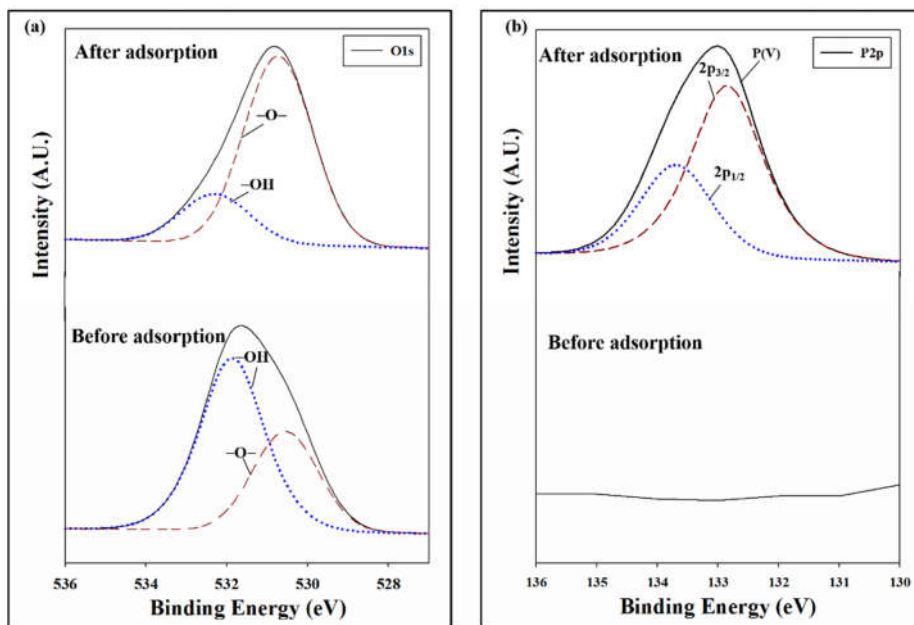 (a)
After adsorption
O1s
–O–
–OH
Before adsorption
–OH
–O–
Intensity (A.U.)
536 534 532 530 528
Binding Energy (eV)
(b)
After adsorption
P(V)
P2p
2p3/2
2p1/2
Before adsorption
Intensity (A.U.)
136 135 134 133 132 131 130
Binding Energy (eV)